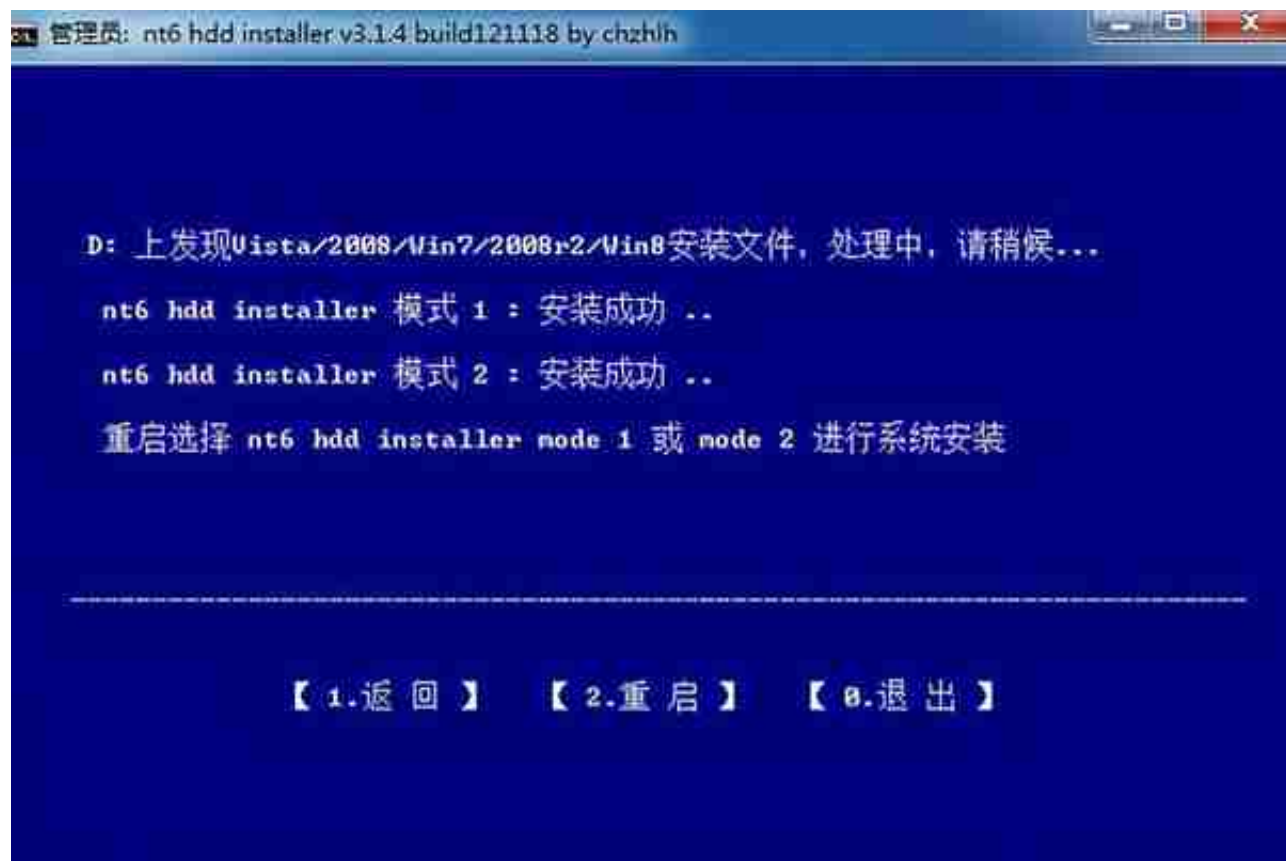 管理员: nt6 hdd installer v3.1.4 build121118 by chzhlh
D: 上发现Vista/2008/Win7/2008r2/Win8安装文件, 处理中, 请稍候...
nt6 hdd installer 模式 1 : 安装成功 ..
nt6 hdd installer 模式 2 : 安装成功 ..
重启选择 nt6 hdd installer mode 1 或 mode 2 进行系统安装
【 1.返 回 】 【 2.重 启 】 【 0.退 出 】